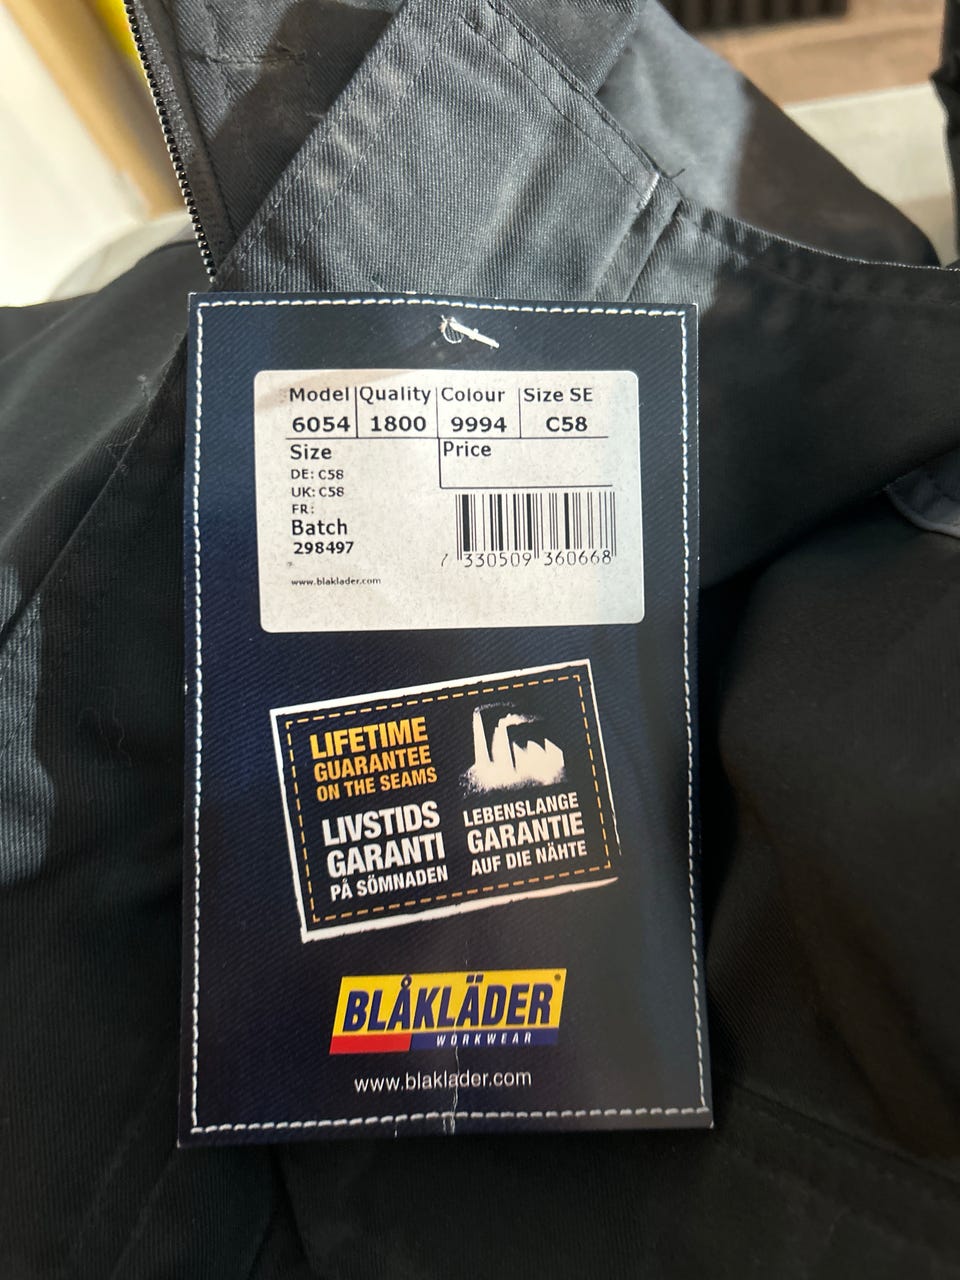 Model Quality Colour Size SE
6054 1800 9994 C58
Size Price
DE: C58
UK: C58
FR:
Batch
298497
7 330509 360668
www.blaklader.com
LIFETIME
GUARANTEE
ON THE SEAMS
LIVSTIDS
GARANTI
PÅ SÖMNADEN
LEBENSLANGE
GARANTIE
AUF DIE NÄHTE
BLÅKLÄDER
WORKWEAR
www.blaklader.com